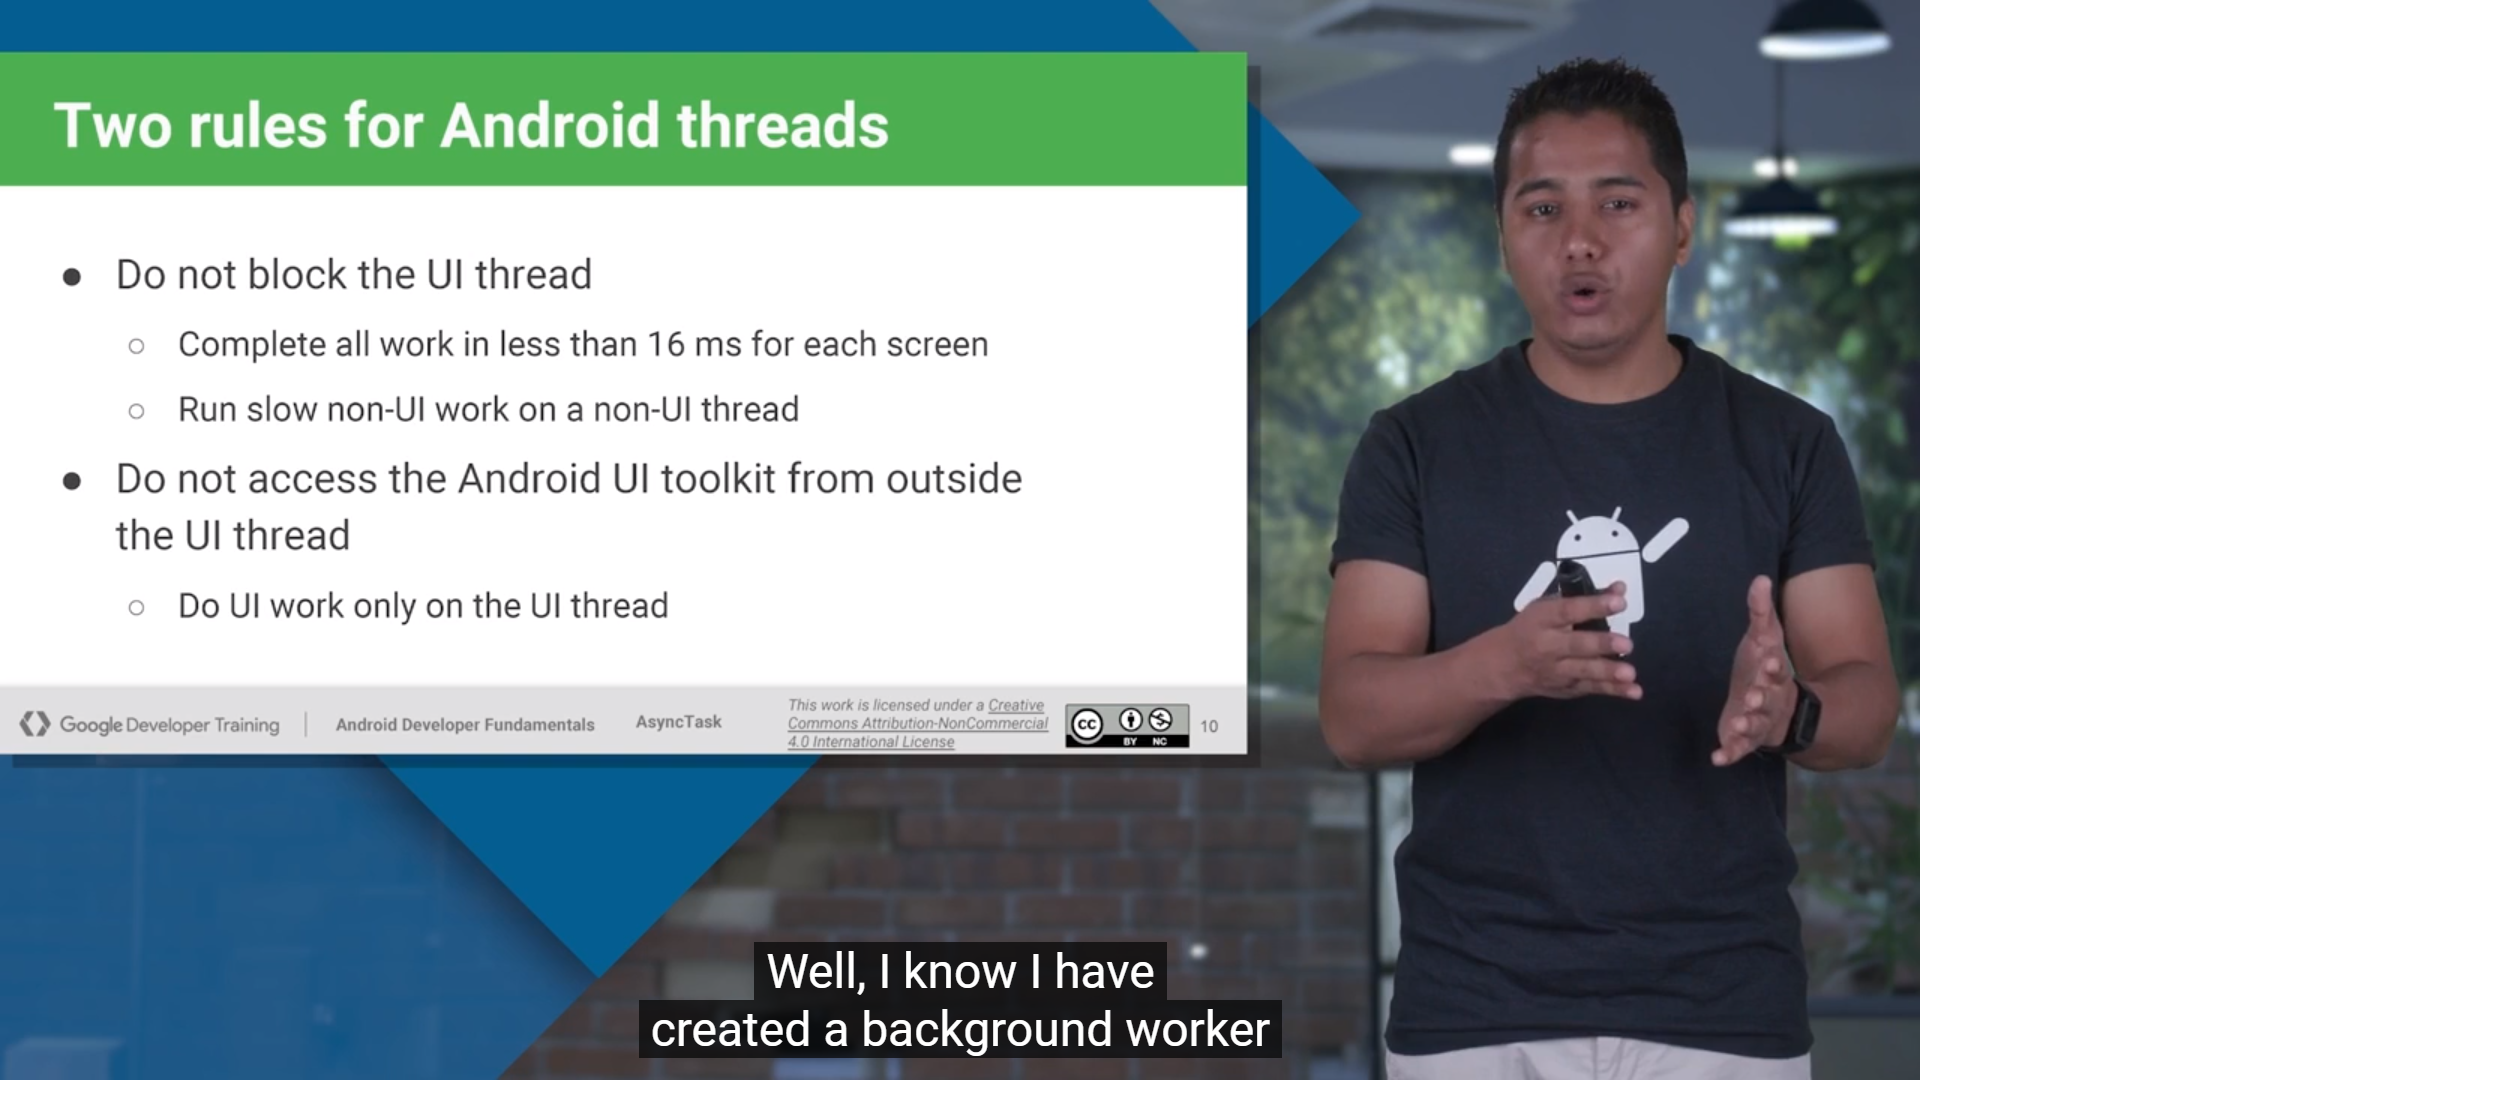 Two rules for Android threads
● Do not block the UI thread
○ Complete all work in less than 16 ms for each screen
○ Run slow non-UI work on a non-UI thread
● Do not access the Android UI toolkit from outside
the UI thread
○ Do UI work only on the UI thread
Google Developer Training
Android Developer Fundamentals
AsyncTask
This work is licensed under a Creative
Commons Attribution-NonCommercial
4.0 International License
cc
BY NC
10
Well, I know I have
created a background worker